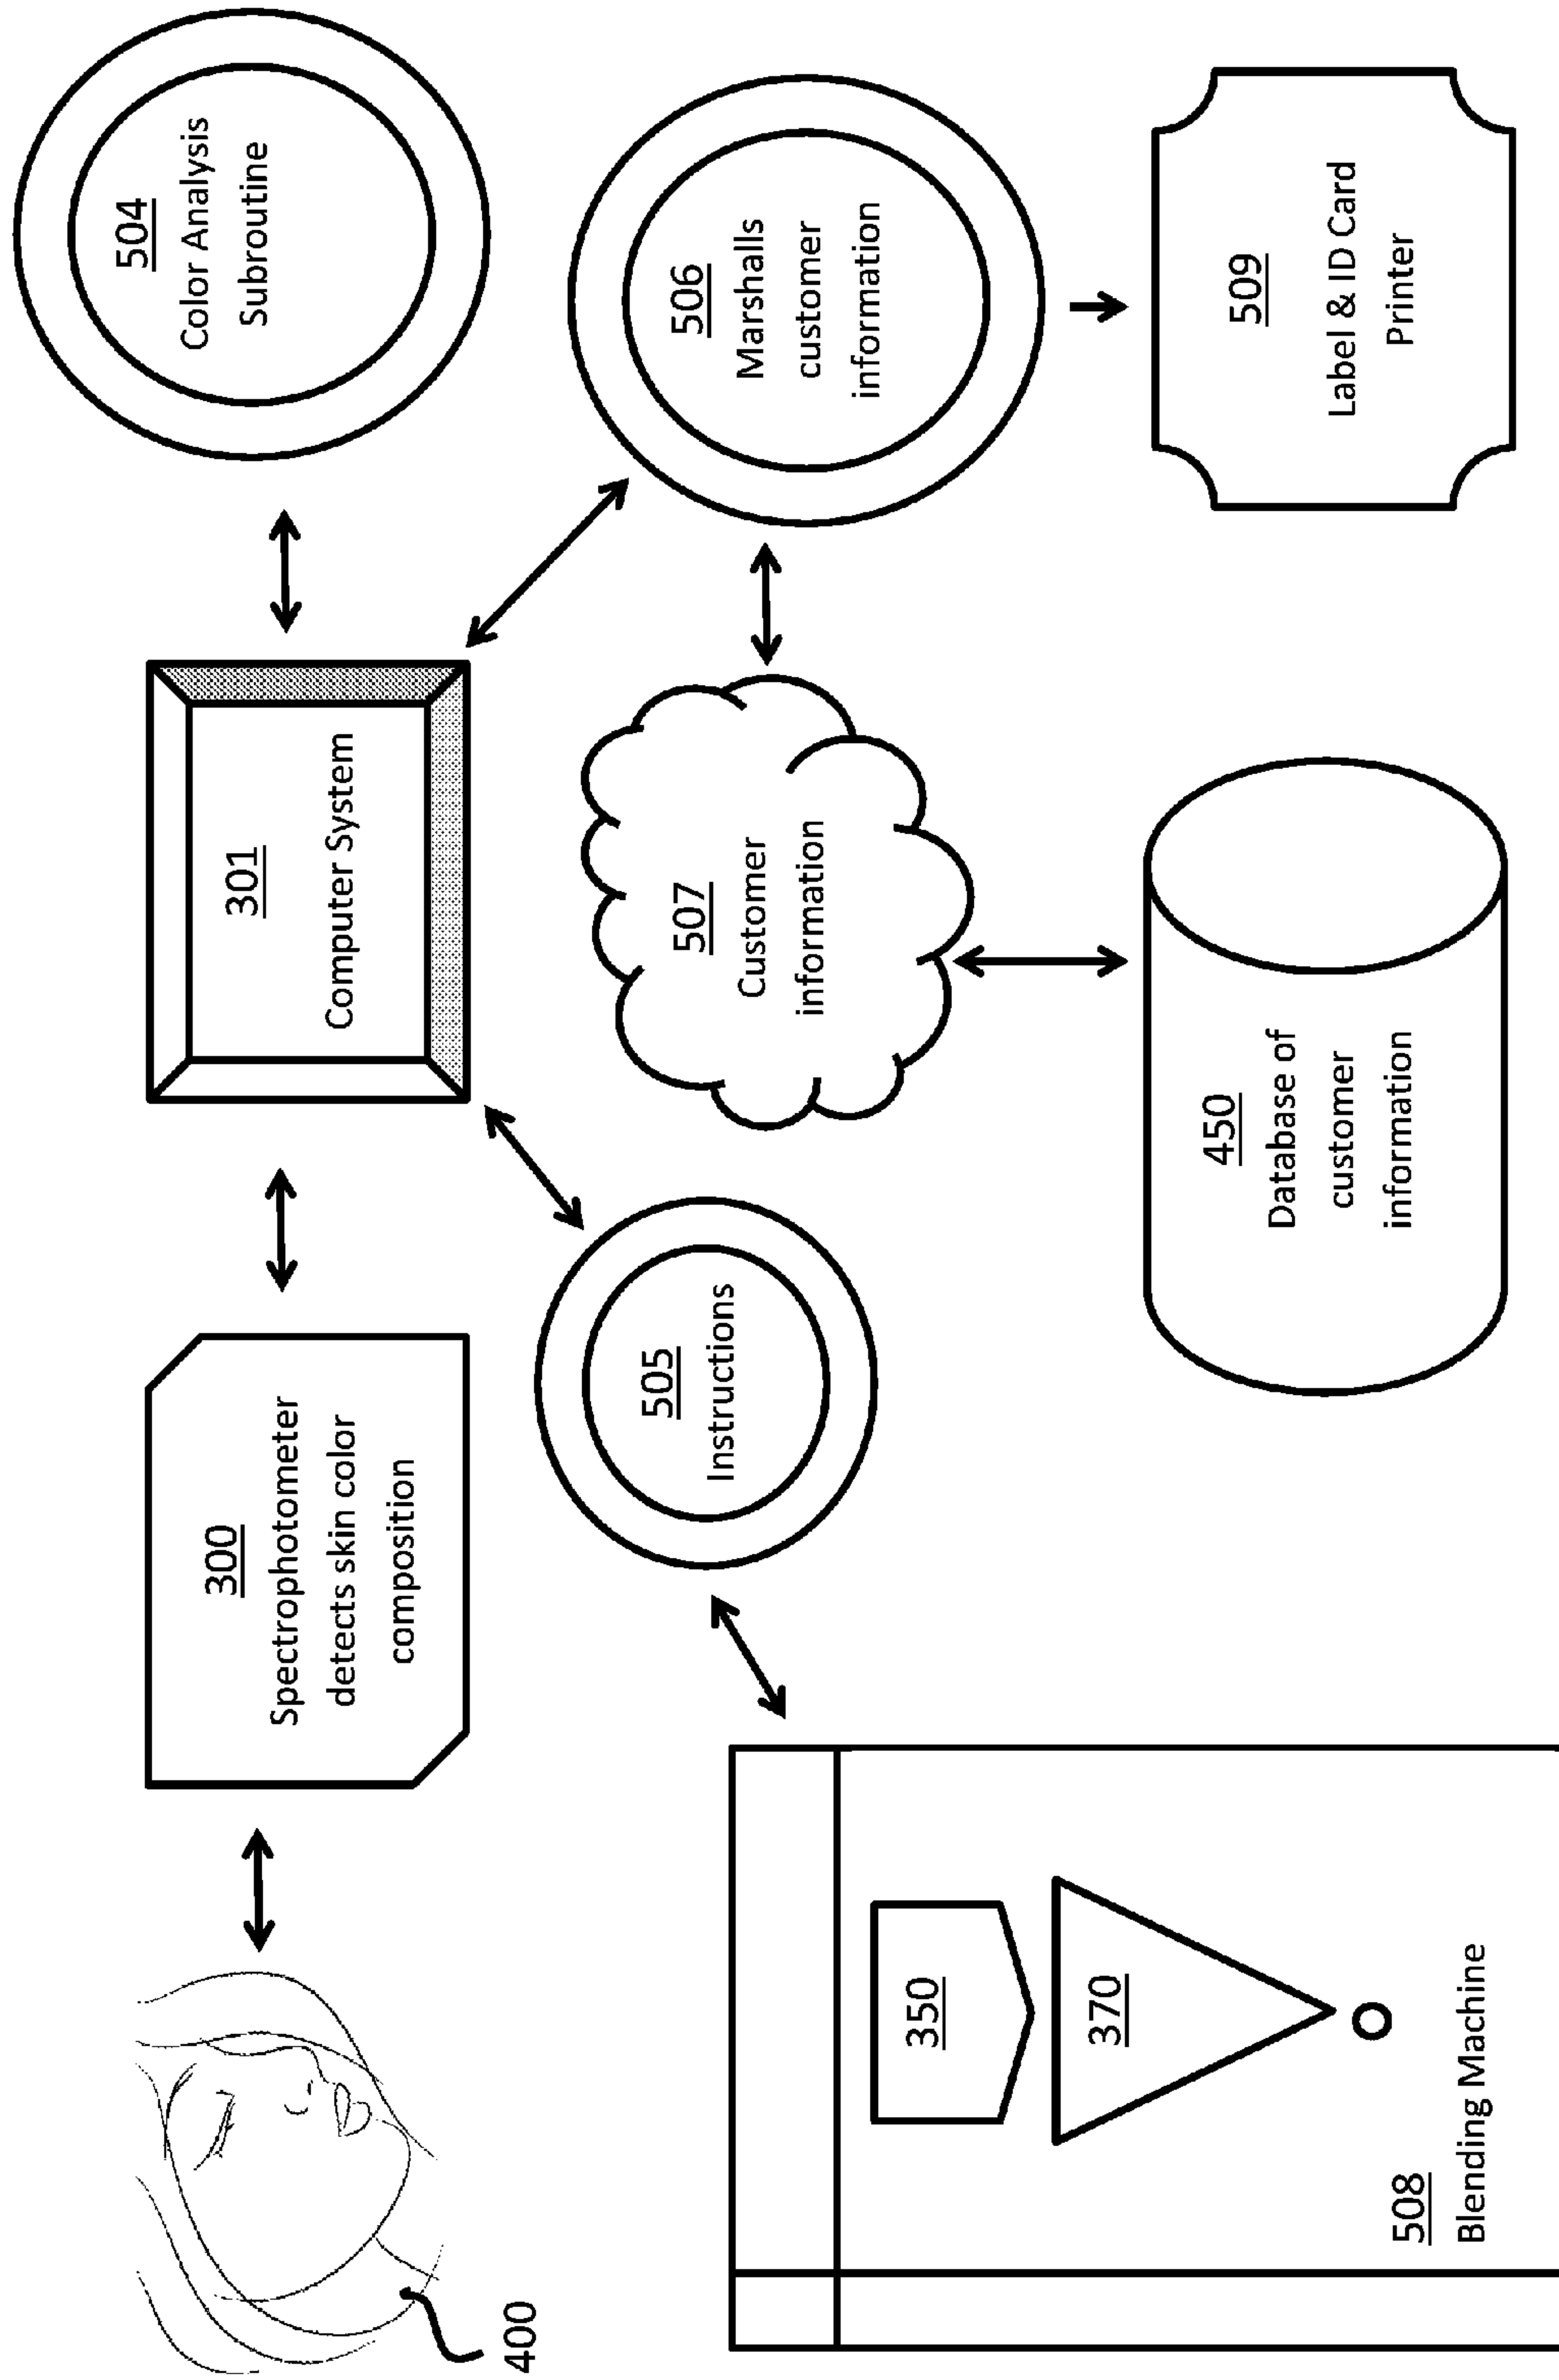 400
300
Spectrophotometer
detects skin color
composition
301
Computer System
504
Color Analysis
Subroutine
505
Instructions
507
Customer
information
506
Marshalls
customer
information
350
370
508
Blending Machine
450
Database of
customer
information
509
Label & ID Card
Printer